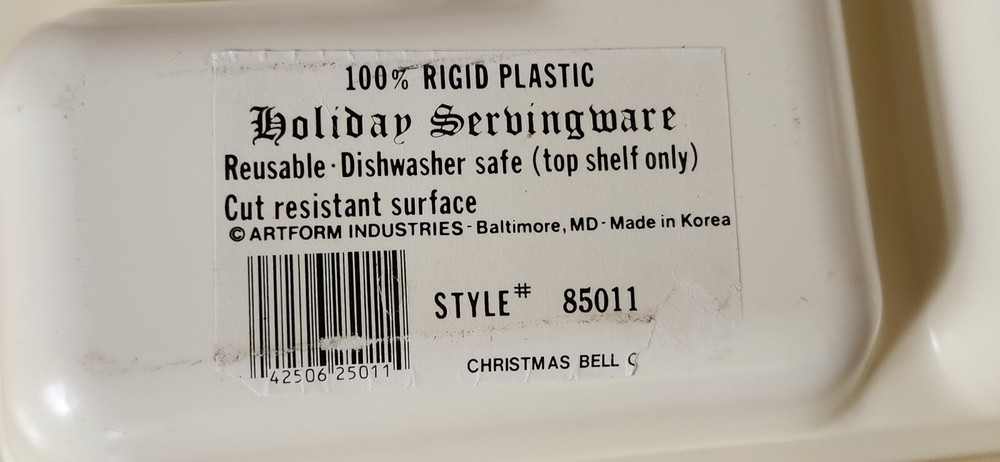 100% RIGID PLASTIC
Holiday Servingware
Reusable · Dishwasher safe (top shelf only)
Cut resistant surface
© ARTFORM INDUSTRIES - Baltimore, MD - Made in Korea
STYLE# 85011
42506 25011
CHRISTMAS BELL